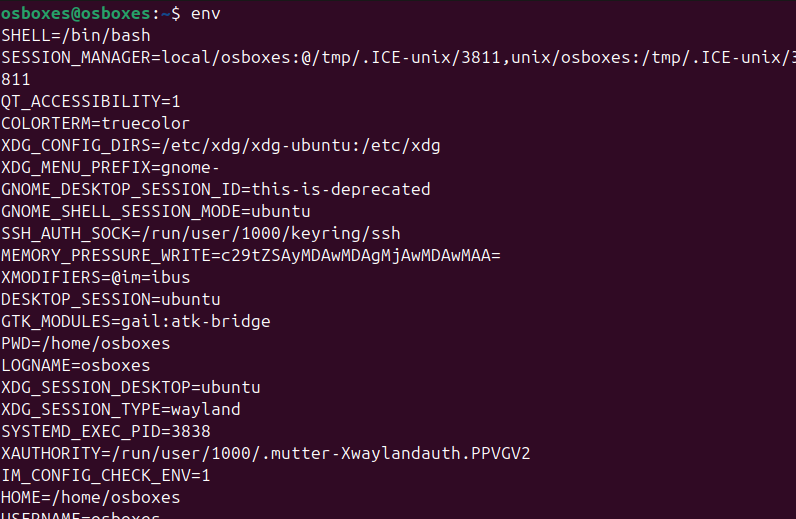 osboxes@osboxes:~$ env
SHELL=/bin/bash
SESSION_MANAGER=local/osboxes:@/tmp/.ICE-unix/3811,unix/osboxes:/tmp/.ICE-unix/3
811
QT_ACCESSIBILITY=1
COLORTERM=truecolor
XDG_CONFIG_DIRS=/etc/xdg/xdg-ubuntu:/etc/xdg
XDG_MENU_PREFIX=gnome-
GNOME_DESKTOP_SESSION_ID=this-is-deprecated
GNOME_SHELL_SESSION_MODE=ubuntu
SSH_AUTH_SOCK=/run/user/1000/keyring/ssh
MEMORY_PRESSURE_WRITE=c29tZSAyMDAwMDAgMjAwMDAwMAA=
XMODIFIERS=@im=ibus
DESKTOP_SESSION=ubuntu
GTK_MODULES=gail:atk-bridge
PWD=/home/osboxes
LOGNAME=osboxes
XDG_SESSION_DESKTOP=ubuntu
XDG_SESSION_TYPE=wayland
SYSTEMD_EXEC_PID=3838
XAUTHORITY=/run/user/1000/.mutter-Xwaylandauth.PPVGV2
IM_CONFIG_CHECK_ENV=1
HOME=/home/osboxes
USERNAME=osboxes